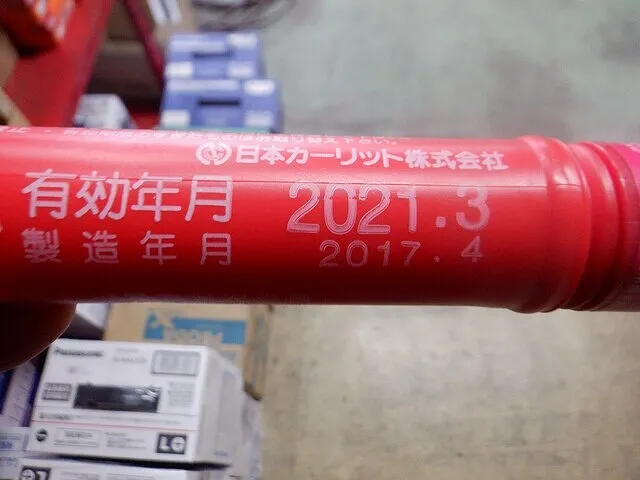 日本カーリット株式会社
有効年月 2021.3
製造年月 2017.4
Panasonic